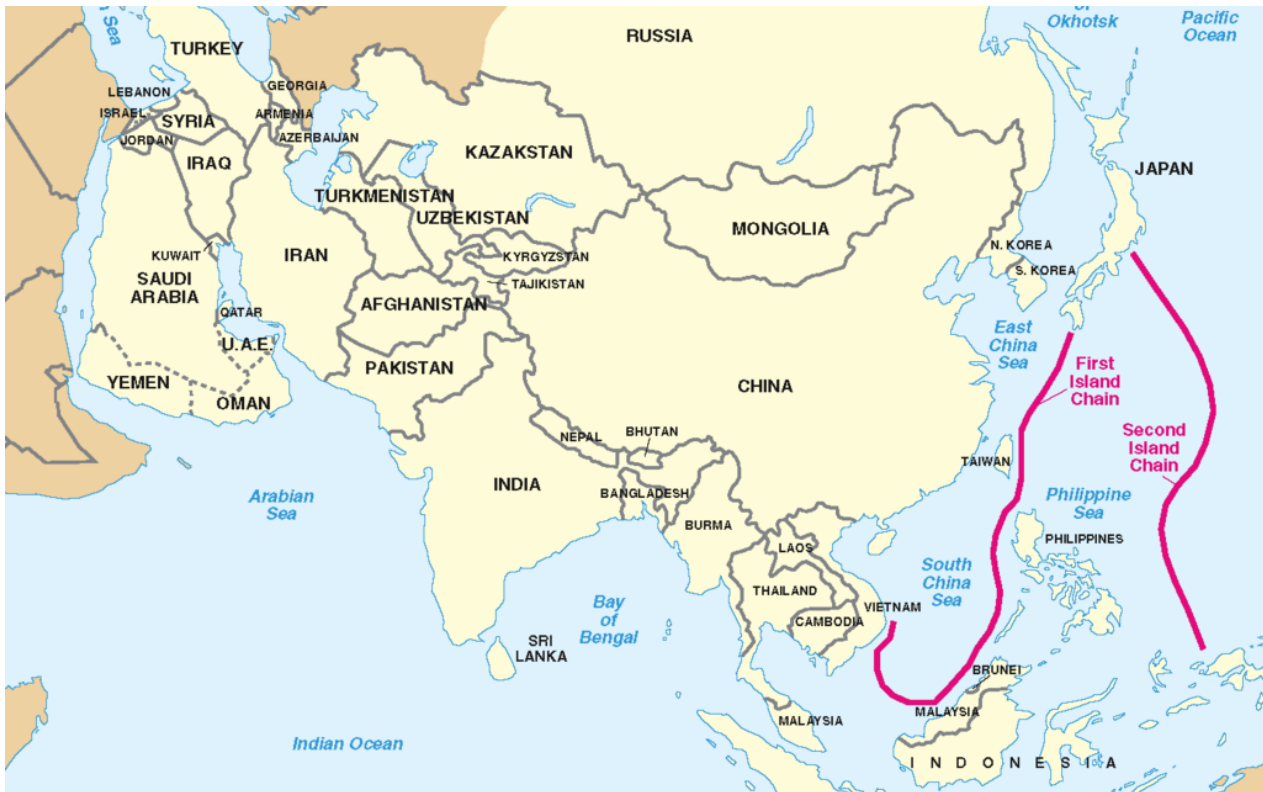 Okhotsk
Pacific
Ocean
Sea
RUSSIA
TURKEY
GEORGIA
LEBANON
ARMENIA
ISRAEL
SYRIA
AZERBAIJAN
JORDAN
IRAQ
KAZAKSTAN
JAPAN
TURKMENISTAN
UZBEKISTAN
MONGOLIA
KUWAIT
IRAN
KYRGYZSTAN
N. KOREA
S. KOREA
SAUDI
ARABIA
TAJIKISTAN
AFGHANISTAN
QATAR
U.A.E.
East
China
Sea
PAKISTAN
First
Island
Chain
YEMEN
OMAN
CHINA
NEPAL
BHUTAN
Second
Island
Chain
TAIWAN
INDIA
BANGLADESH
Arabian
Sea
Philippine
Sea
BURMA
PHILIPPINES
LAOS
South
China
Sea
THAILAND
VIETNAM
CAMBODIA
Bay
of
Bengal
SRI
LANKA
BRUNEI
MALAYSIA
MALAYSIA
Indian Ocean
INDONESIA